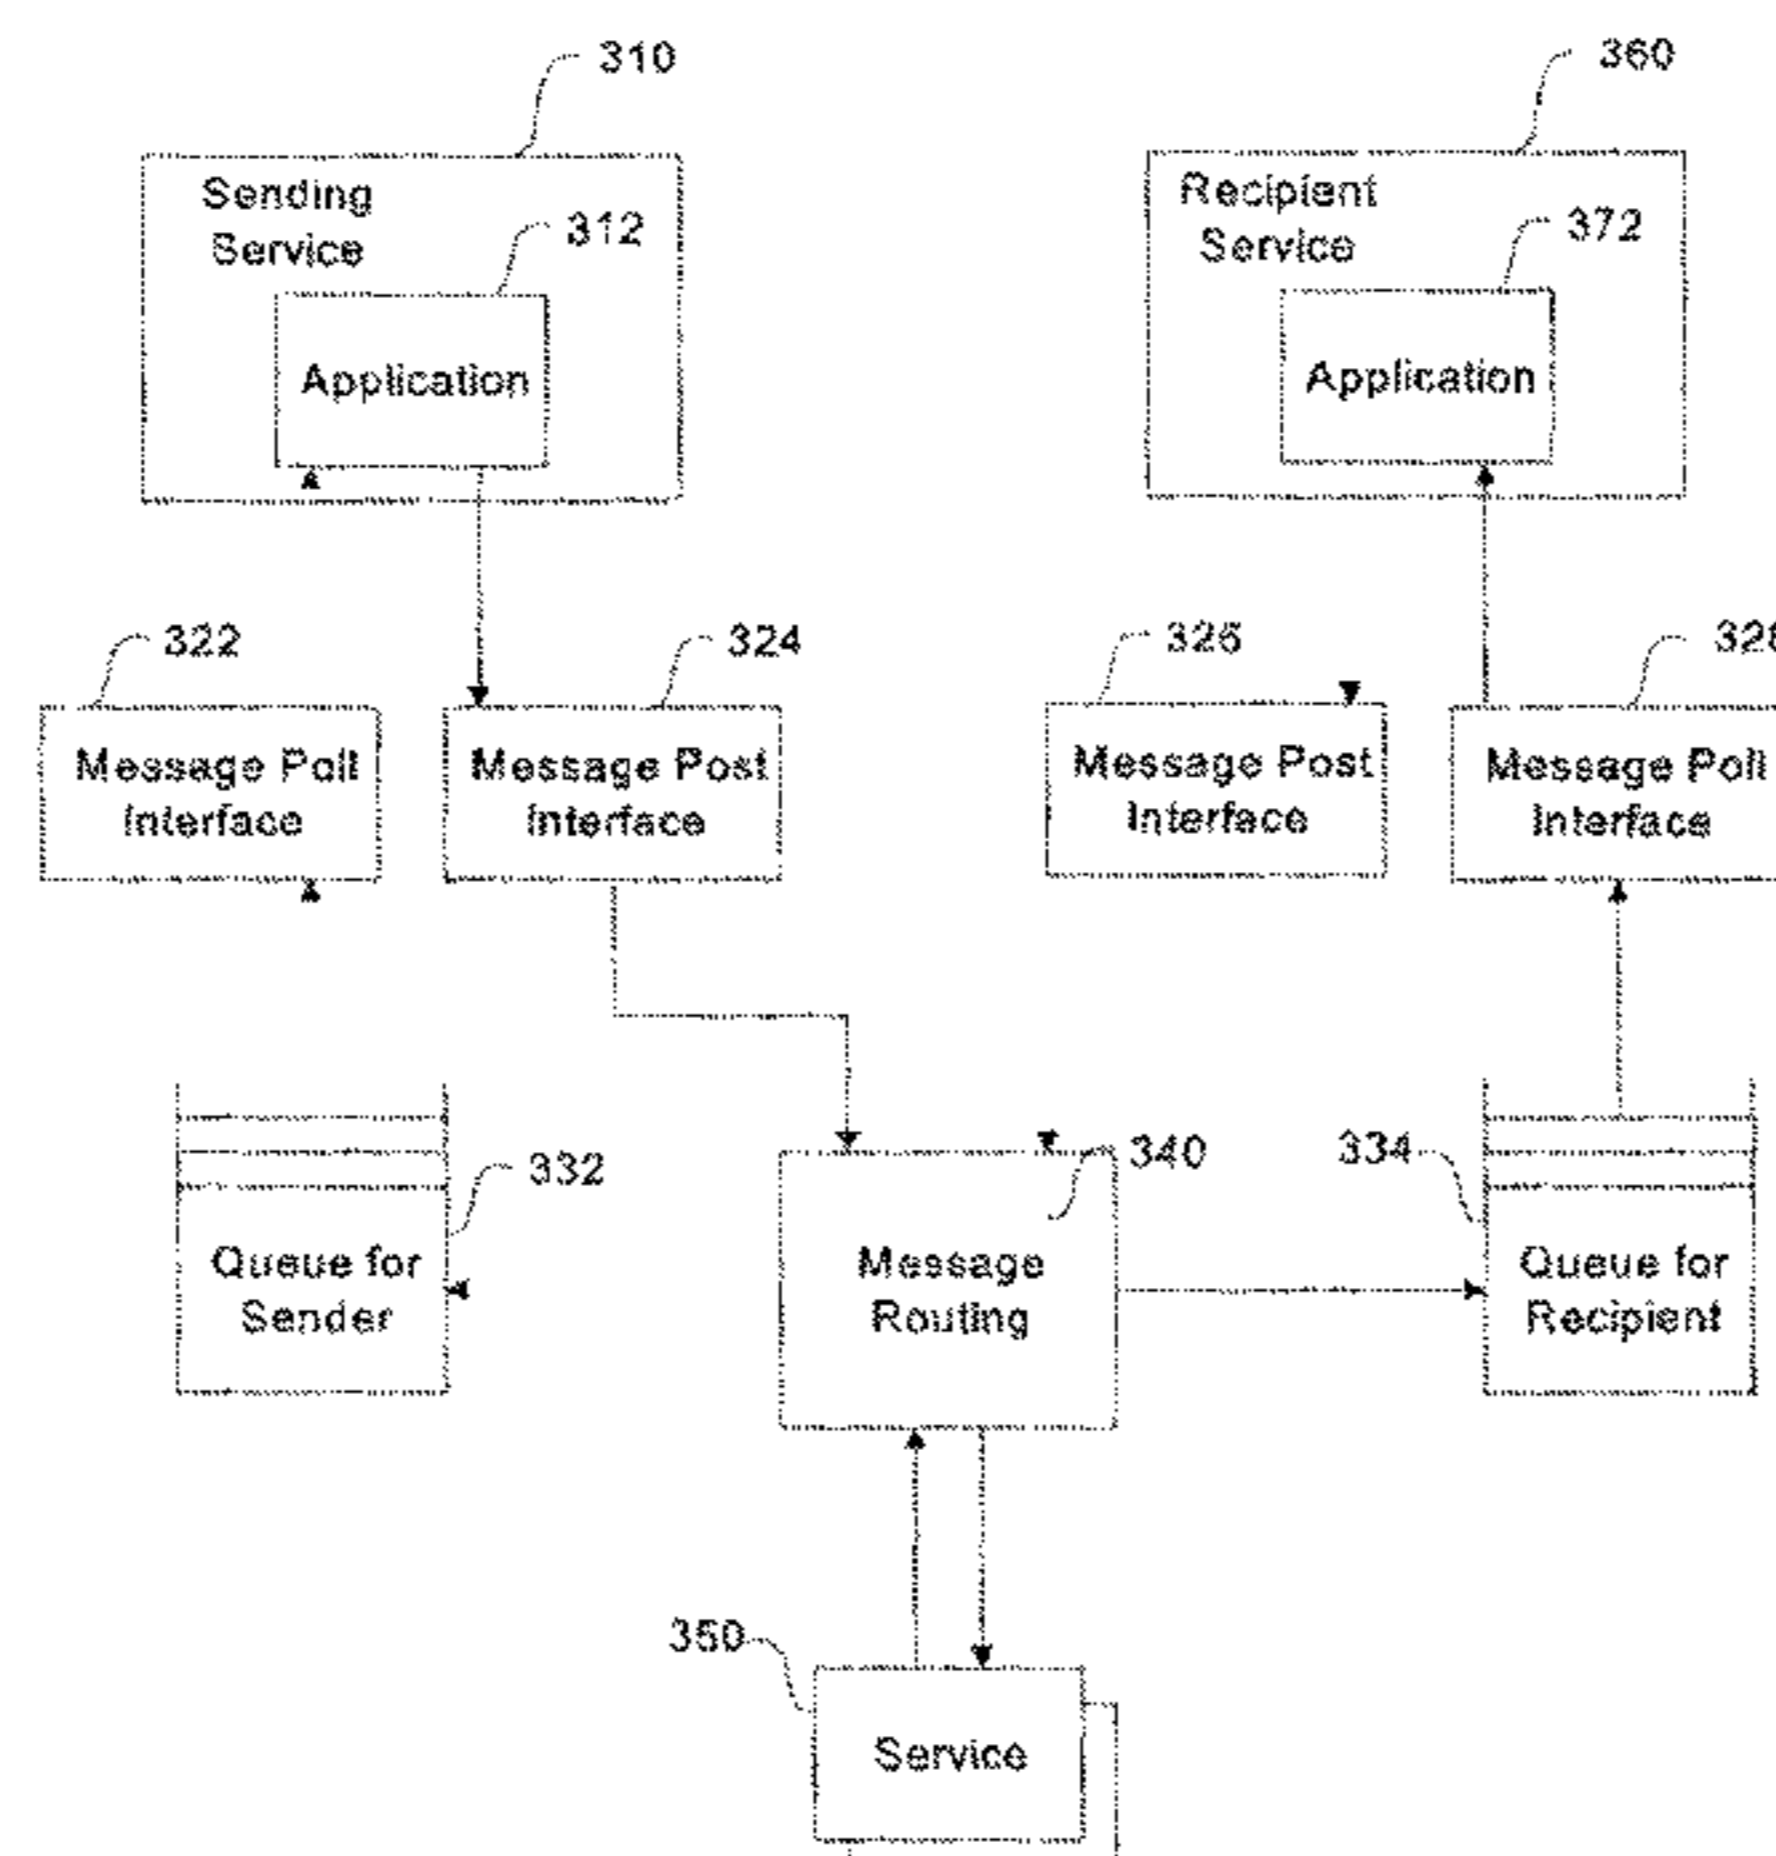 310
360
Sending
Service
312
Recipient
Service
372
Application
Application
322
324
326
328
Message Poll
Interface
Message Post
Interface
Message Post
Interface
Message Poll
Interface
332
340
334
Queue for
Sender
Message
Routing
Queue for
Recipient
350
Service